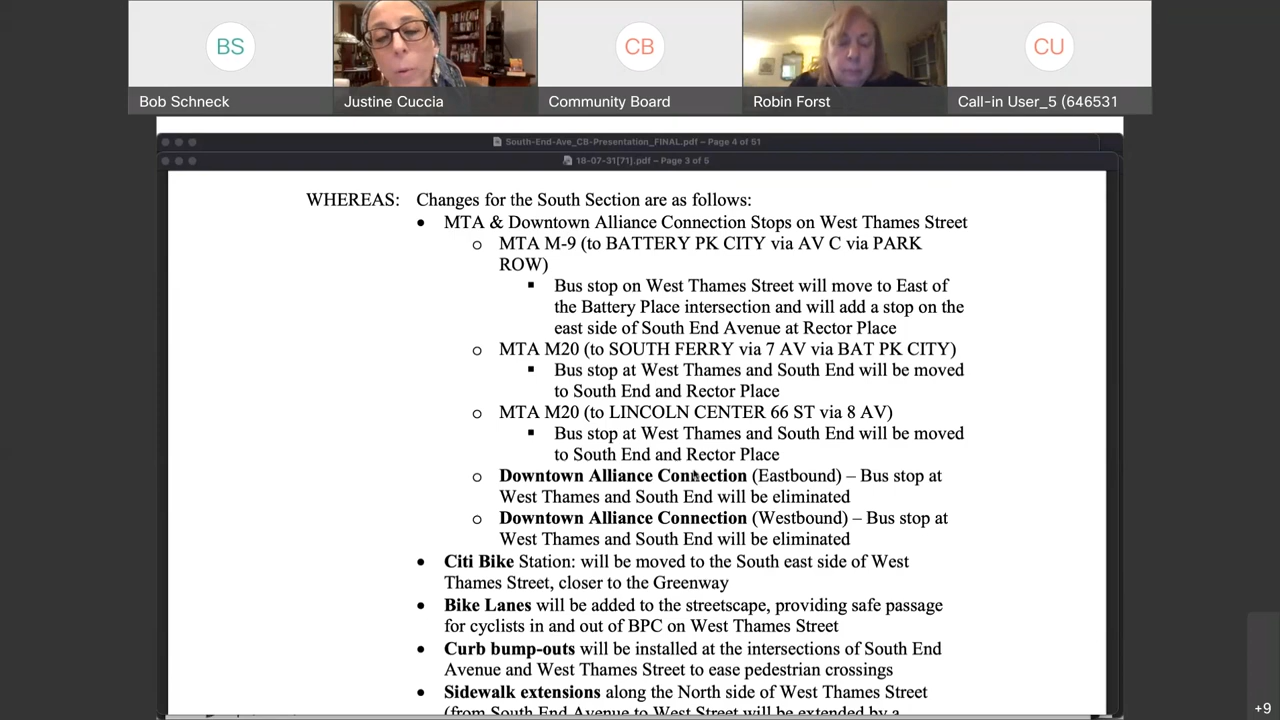 BS
CB
CU
Bob Schneck
Justine Cuccia
Community Board
Robin Forst
Call-in User_5 (646531
South-End-Ave_CB-Presentation_FINAL.pdf – Page 4 of 51
18-07-31[71].pdf – Page 3 of 5
WHEREAS: Changes for the South Section are as follows:
• MTA & Downtown Alliance Connection Stops on West Thames Street
o MTA M-9 (to BATTERY PK CITY via AV C via PARK
ROW)
▪ Bus stop on West Thames Street will move to East of
the Battery Place intersection and will add a stop on the
east side of South End Avenue at Rector Place
o MTA M20 (to SOUTH FERRY via 7 AV via BAT PK CITY)
▪ Bus stop at West Thames and South End will be moved
to South End and Rector Place
o MTA M20 (to LINCOLN CENTER 66 ST via 8 AV)
▪ Bus stop at West Thames and South End will be moved
to South End and Rector Place
o Downtown Alliance Connection (Eastbound) – Bus stop at
West Thames and South End will be eliminated
o Downtown Alliance Connection (Westbound) – Bus stop at
West Thames and South End will be eliminated
• Citi Bike Station: will be moved to the South east side of West
Thames Street, closer to the Greenway
• Bike Lanes will be added to the streetscape, providing safe passage
for cyclists in and out of BPC on West Thames Street
• Curb bump-outs will be installed at the intersections of South End
Avenue and West Thames Street to ease pedestrian crossings
• Sidewalk extensions along the North side of West Thames Street
(from South End Avenue to West Street will be extended by a
+9